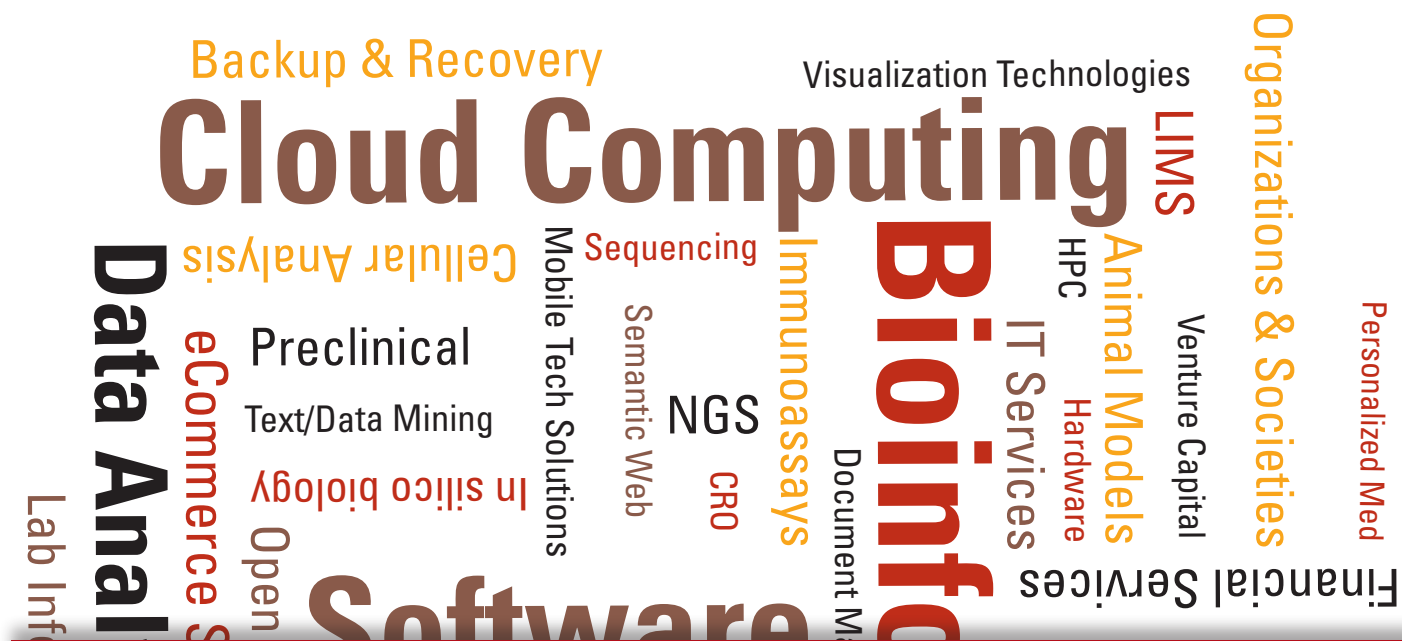 Backup & Recovery
Visualization Technologies
Organizations & Societies
Cloud Computing
LIMS
Cellular Analysis
Mobile Tech Solutions
Sequencing
Immunoassays
Bioinfo
HPC
Animal Models
Data Anal
eCommerce S
Preclinical
Semantic Web
IT Services
Venture Capital
Personalized Med
Text/Data Mining
NGS
Hardware
In silico biology
CRO
Document Ma
Lab Info
Open
Software
Financial Services